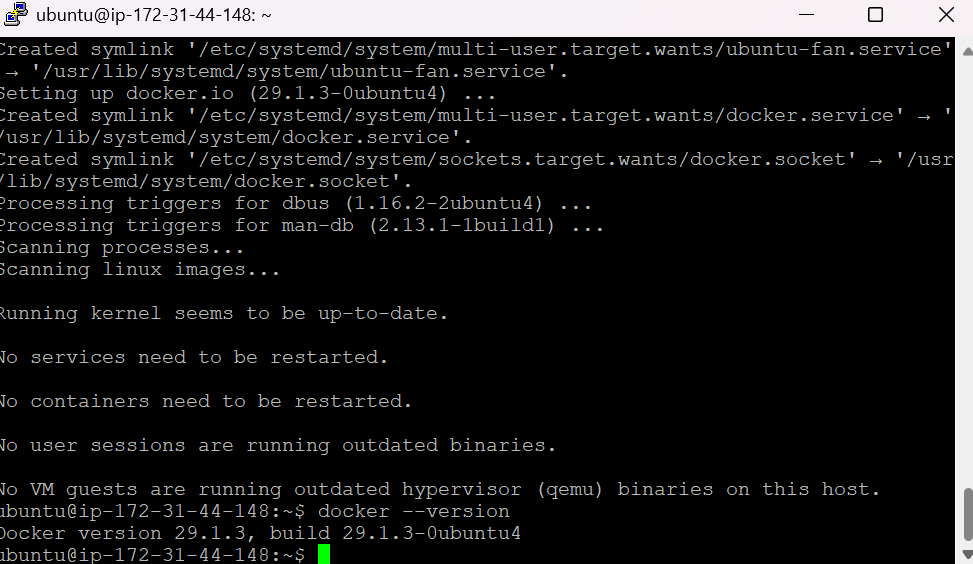 ubuntu@ip-172-31-44-148: ~
Created symlink '/etc/systemd/system/multi-user.target.wants/ubuntu-fan.service'
→ '/usr/lib/systemd/system/ubuntu-fan.service'.
Setting up docker.io (29.1.3-0ubuntu4) ...
Created symlink '/etc/systemd/system/multi-user.target.wants/docker.service' → '
/usr/lib/systemd/system/docker.service'.
Created symlink '/etc/systemd/system/sockets.target.wants/docker.socket' → '/usr
/lib/systemd/system/docker.socket'.
Processing triggers for dbus (1.16.2-2ubuntu4) ...
Processing triggers for man-db (2.13.1-1build1) ...
Scanning processes...
Scanning linux images...
Running kernel seems to be up-to-date.
No services need to be restarted.
No containers need to be restarted.
No user sessions are running outdated binaries.
No VM guests are running outdated hypervisor (qemu) binaries on this host.
ubuntu@ip-172-31-44-148:~$ docker --version
Docker version 29.1.3, build 29.1.3-0ubuntu4
ubuntu@ip-172-31-44-148:~$